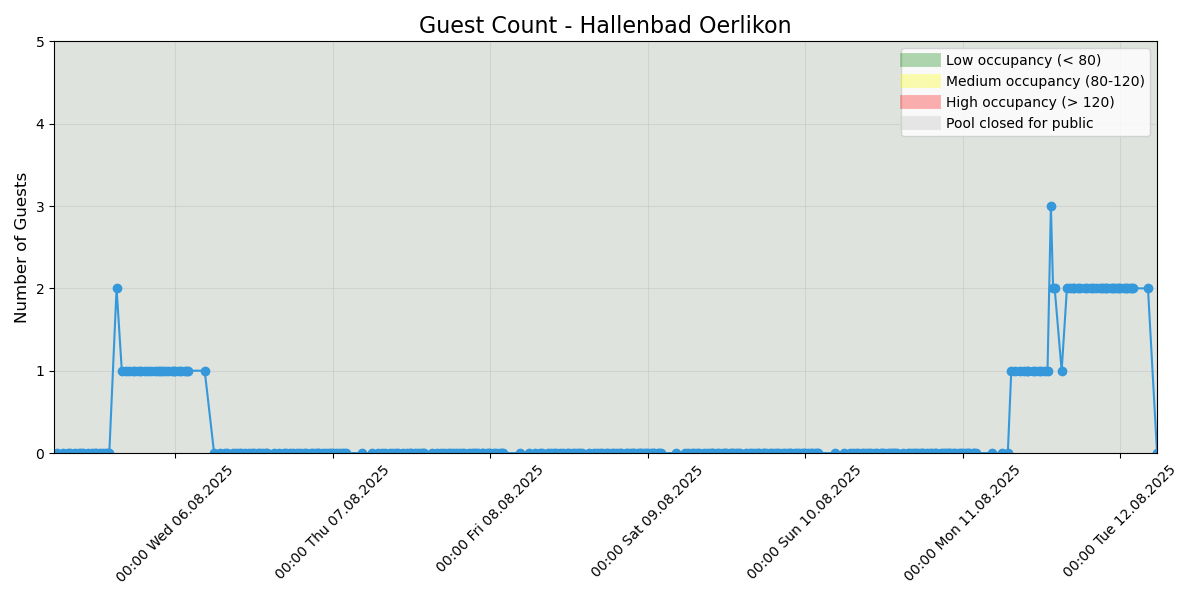 Guest Count - Hallenbad Oerlikon
Low occupancy (< 80)
Medium occupancy (80-120)
High occupancy (> 120)
Pool closed for public
Number of Guests
5
4
3
2
1
0
00:00 Wed 06.08.2025
00:00 Thu 07.08.2025
00:00 Fri 08.08.2025
00:00 Sat 09.08.2025
00:00 Sun 10.08.2025
00:00 Mon 11.08.2025
00:00 Tue 12.08.2025